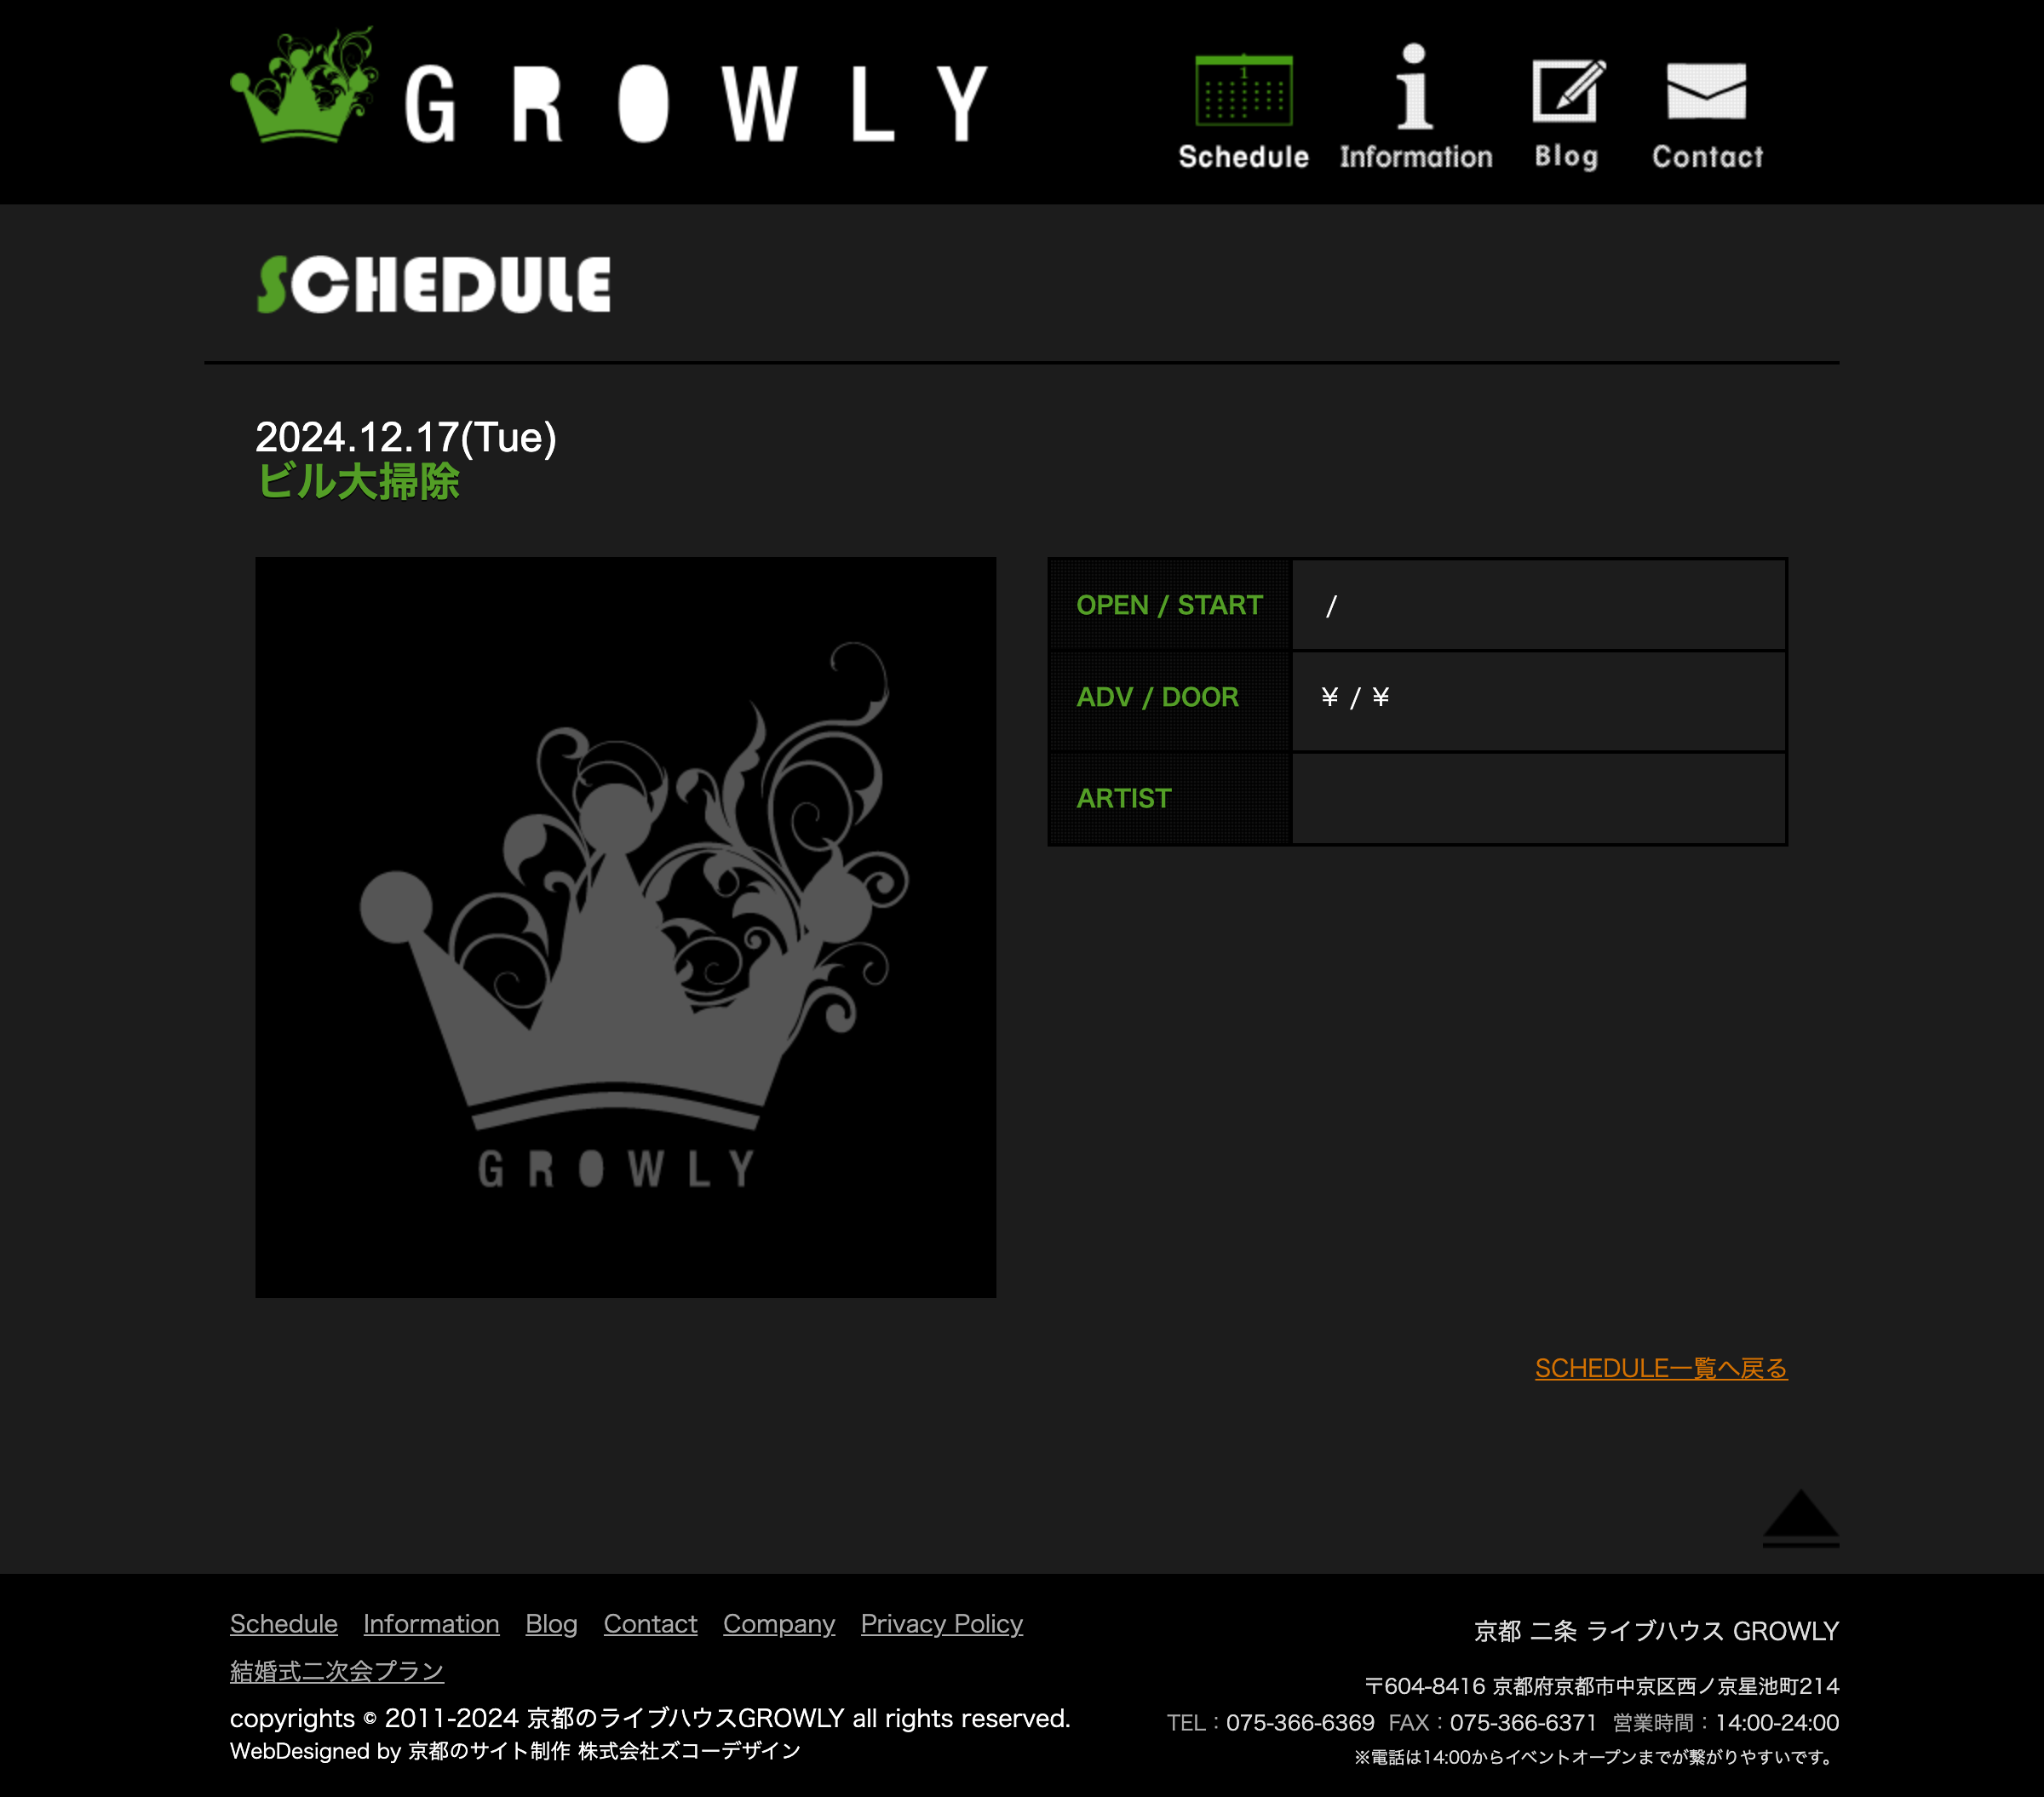 GROWLY
Schedule
Information
Blog
Contact
SCHEDULE
2024.12.17(Tue)
ビル大掃除
OPEN / START
/
ADV / DOOR
¥ / ¥
ARTIST
GROWLY
SCHEDULE一覧へ戻る
Schedule Information Blog Contact Company Privacy Policy
結婚式二次会プラン
copyrights © 2011-2024 京都のライブハウスGROWLY all rights reserved.
WebDesigned by 京都のサイト制作 株式会社ズコーデザイン
京都 二条 ライブハウス GROWLY
〒604-8416 京都府京都市中京区西ノ京星池町214
TEL：075-366-6369 FAX：075-366-6371 営業時間：14:00-24:00
※電話は14:00からイベントオープンまでが繋がりやすいです。